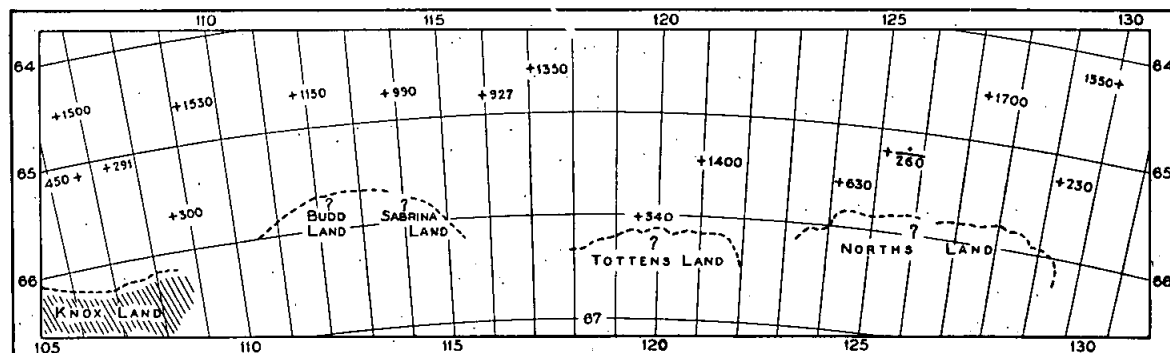 110 115 120 125 130
64 64
+1350
1550+
+1150 +990 +927 +1700
+1530
+1500
+260
65 65
+1400
+291
450+ +630 +230
+300 +340
? ? ? ?
BUDD SABRINA
LAND LAND
NORTHS LAND
TOTTENS LAND
66 66
KNOX LAND
67
105 110 115 120 125 130